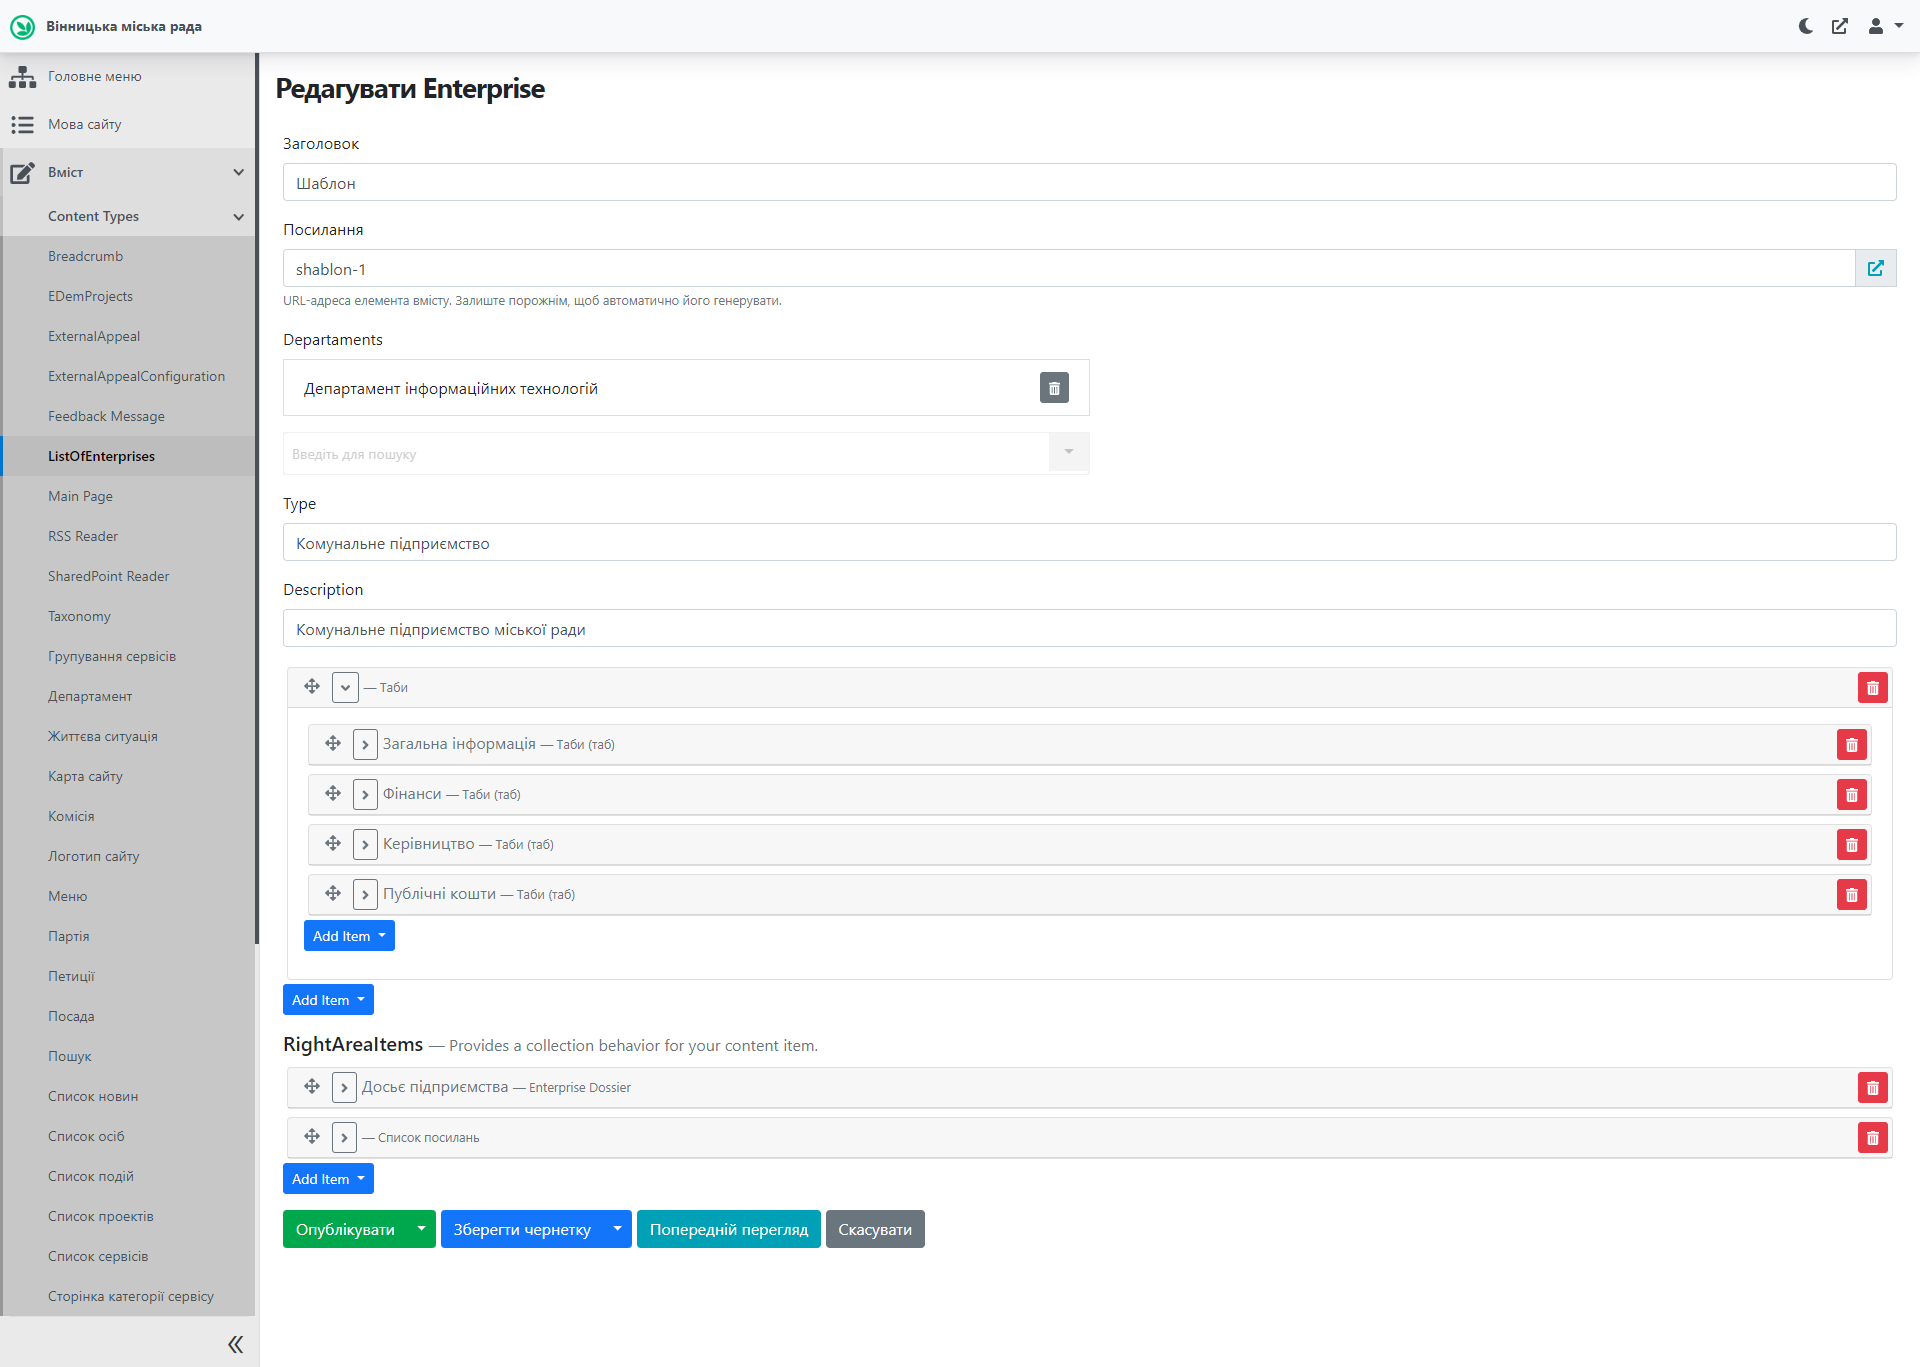 Вінницька міська рада
Головне меню
Мова сайту
Вміст
Content Types
Breadcrumb
EDemProjects
ExternalAppeal
ExternalAppealConfiguration
Feedback Message
ListOfEnterprises
Main Page
RSS Reader
SharedPoint Reader
Taxonomy
Групування сервісів
Департамент
Життєва ситуація
Карта сайту
Комісія
Логотип сайту
Меню
Партія
Петиції
Посада
Пошук
Список новин
Список осіб
Список подій
Список проектів
Список сервісів
Сторінка категорії сервісу
Редагувати Enterprise
Заголовок
Шаблон
Посилання
shablon-1
URL-адреса елемента вмісту. Залиште порожнім, щоб автоматично його генерувати.
Departaments
Департамент інформаційних технологій
Введіть для пошуку
Type
Комунальне підприємство
Description
Комунальне підприємство міської ради
— Таби
Загальна інформація — Таби (таб)
Фінанси — Таби (таб)
Керівництво — Таби (таб)
Публічні кошти — Таби (таб)
Add Item
Add Item
RightAreaItems — Provides a collection behavior for your content item.
Досьє підприємства — Enterprise Dossier
— Список посилань
Add Item
Опублікувати
Зберегти чернетку
Попередній перегляд
Скасувати